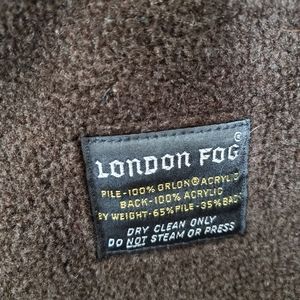 LONDON FOG®
PILE-100% ORLON® ACRYLIC
BACK-100% ACRYLIC
BY WEIGHT-65% PILE-35% BACK
DRY CLEAN ONLY
DO NOT STEAM OR PRESS